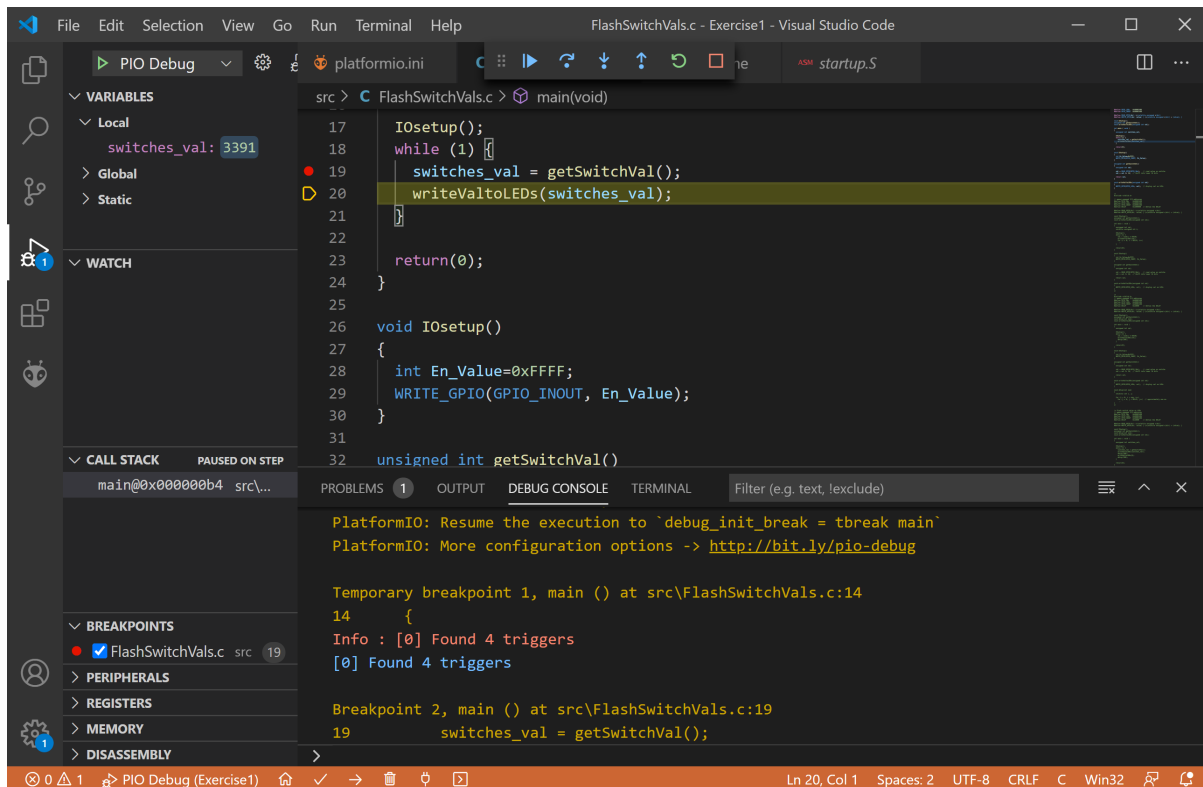 File Edit Selection View Go Run Terminal Help FlashSwitchVals.c - Exercise1 - Visual Studio Code
PIO Debug platformio.ini C ne ASM startup.S
VARIABLES
Local
switches_val: 3391
Global
Static
WATCH
CALL STACK PAUSED ON STEP
main@0x000000b4 src\...
BREAKPOINTS
FlashSwitchVals.c src 19
PERIPHERALS
REGISTERS
MEMORY
DISASSEMBLY
1
1
src > C FlashSwitchVals.c > main(void)
17 IOsetup();
18 while (1) {
19 switches_val = getSwitchVal();
20 writeValtoLEDs(switches_val);
21 }
22
23 return(0);
24 }
25
26 void IOsetup()
27 {
28 int En_Value=0xFFFF;
29 WRITE_GPIO(GPIO_INOUT, En_Value);
30 }
31
32 unsigned int getSwitchVal()
PROBLEMS 1 OUTPUT DEBUG CONSOLE TERMINAL Filter (e.g. text, !exclude)
PlatformIO: Resume the execution to `debug_init_break = tbreak main`
PlatformIO: More configuration options -> http://bit.ly/pio-debug
Temporary breakpoint 1, main () at src\FlashSwitchVals.c:14
14 {
Info : [0] Found 4 triggers
[0] Found 4 triggers
Breakpoint 2, main () at src\FlashSwitchVals.c:19
19 switches_val = getSwitchVal();
>
0 1 PIO Debug (Exercise1) Ln 20, Col 1 Spaces: 2 UTF-8 CRLF C Win32